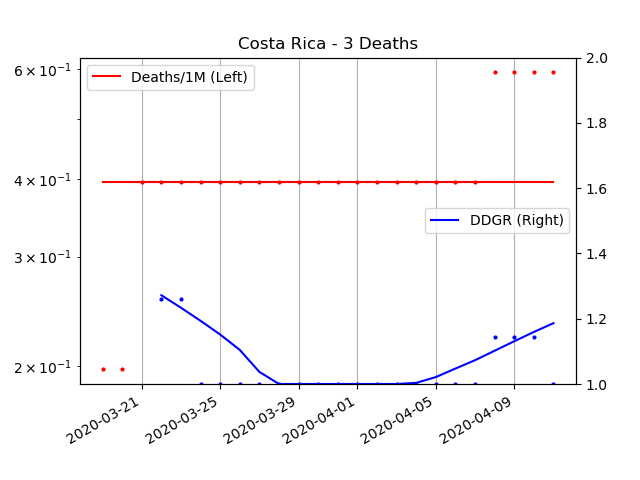 Costa Rica - 3 Deaths
Deaths/1M (Left)
DDGR (Right)
6 × 10⁻¹
4 × 10⁻¹
3 × 10⁻¹
2 × 10⁻¹
2.0
1.8
1.6
1.4
1.2
1.0
2020-03-21
2020-03-25
2020-03-29
2020-04-01
2020-04-05
2020-04-09